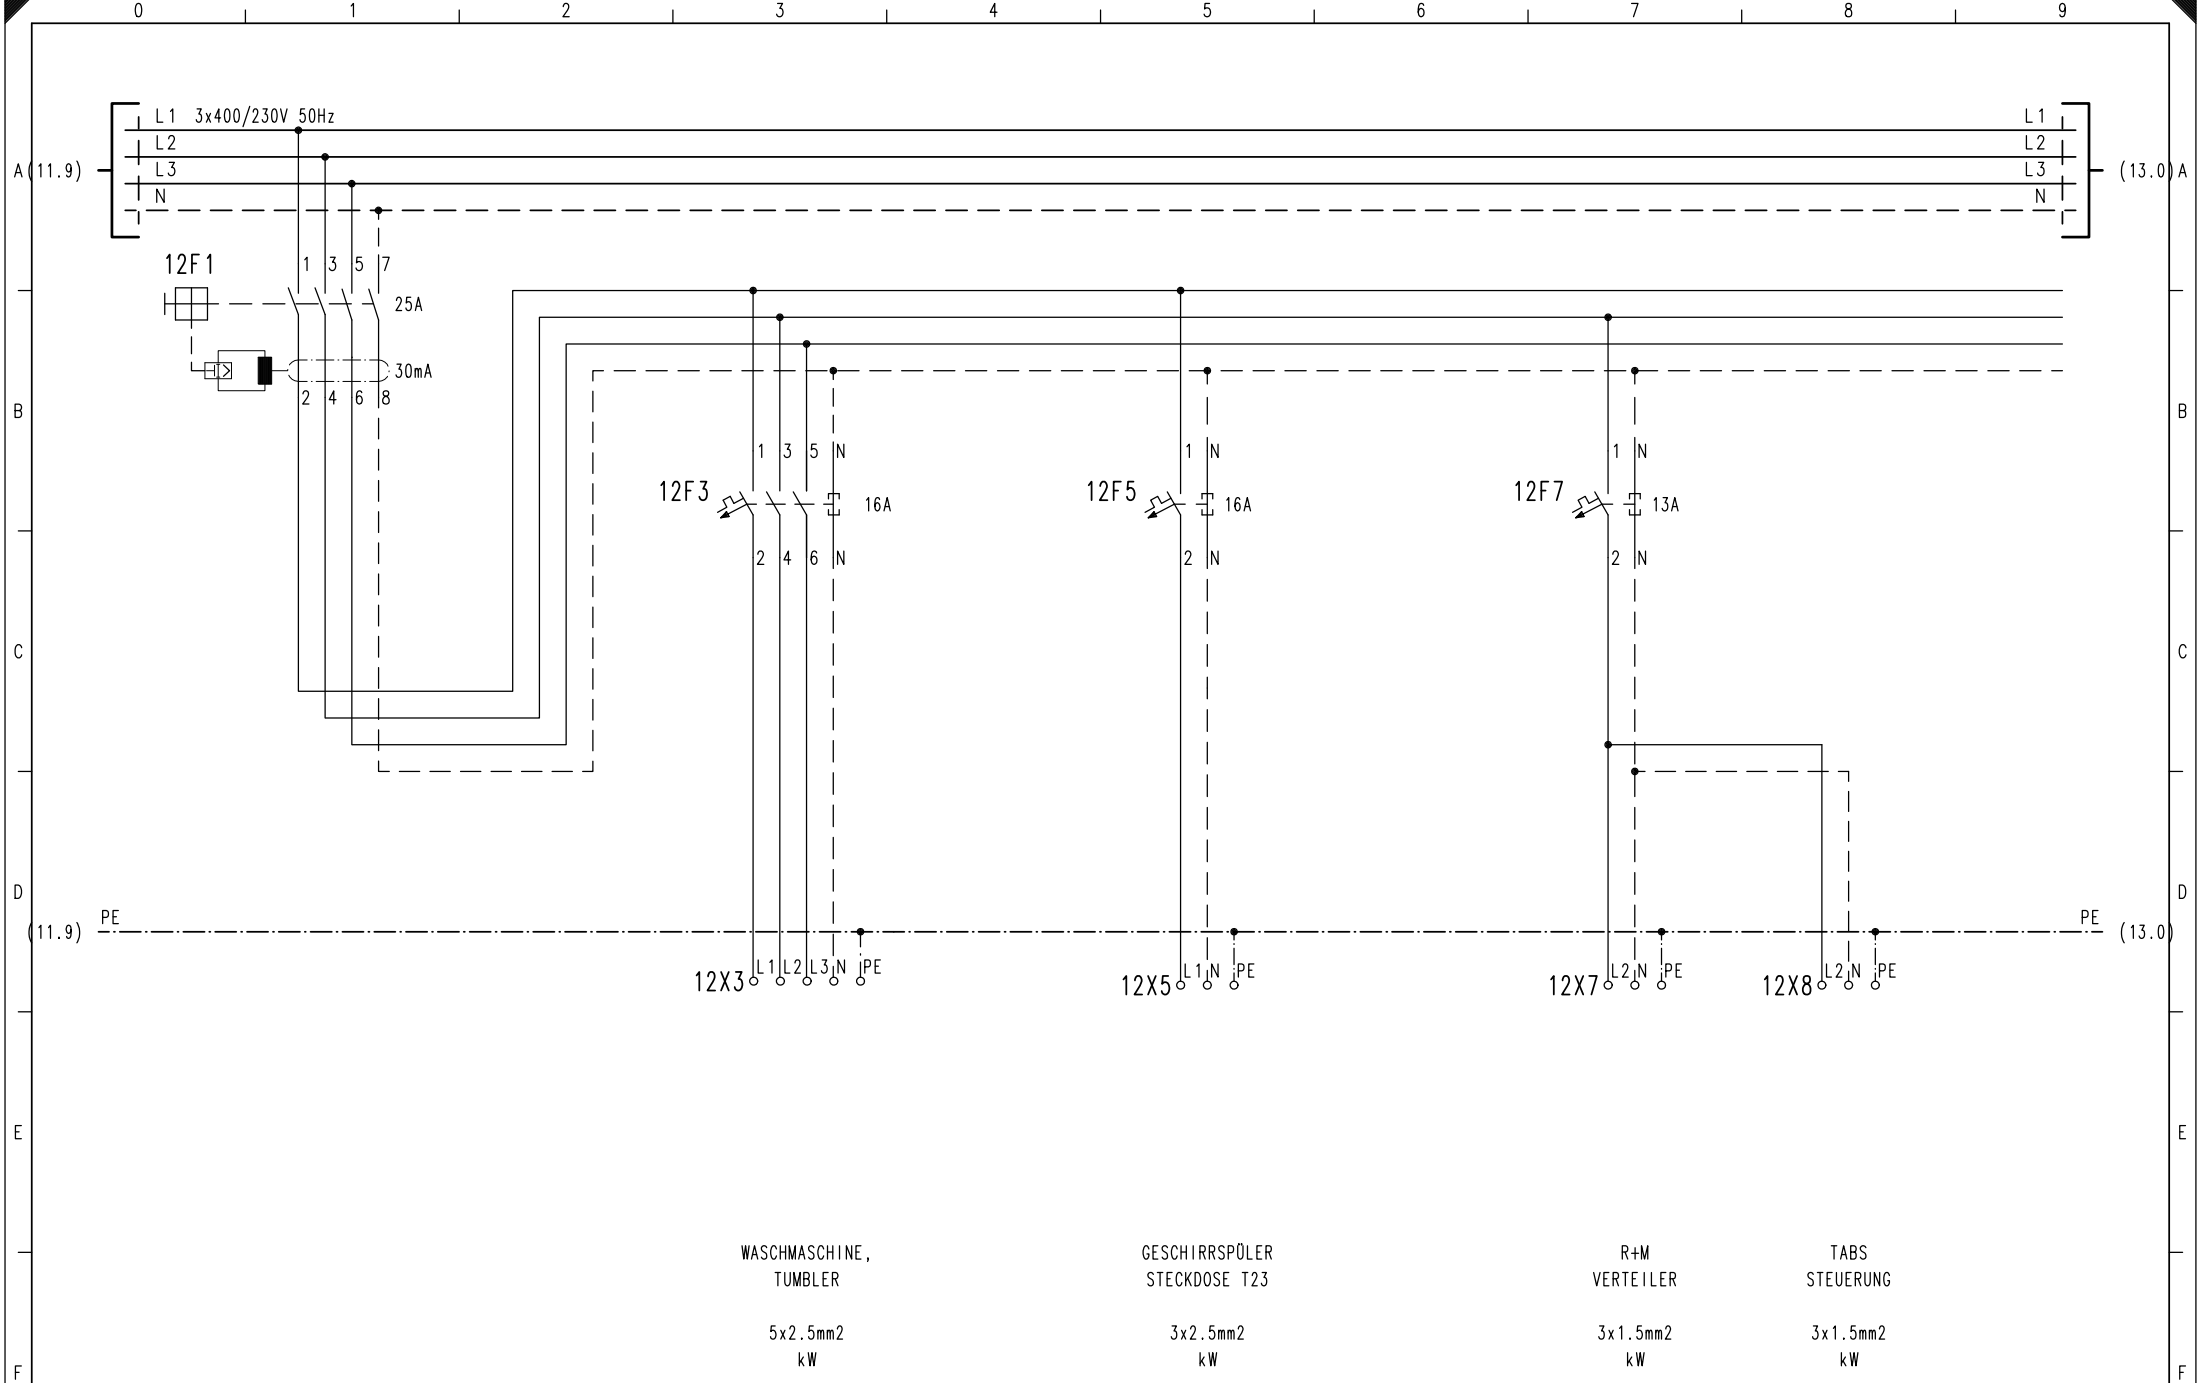 0 1 2 3 4 5 6 7 8 9
L1 3x400/230V 50Hz L1
L2 L2
A (11.9) L3 L3 (13.0) A
N N
12F1 1 3 5 7
25A
30mA
2 4 6 8
B B
1 3 5 N 1 N 1 N
12F3 16A 12F5 16A 12F7 13A
2 4 6 N 2 N 2 N
C C
D D
PE PE
(11.9) (13.0)
12X3 L1 L2 L3 N PE 12X5 L1 N PE 12X7 L2 N PE 12X8 L2 N PE
E E
WASCHMASCHINE, GESCHIRRSPÜLER R+M TABS
TUMBLER STECKDOSE T23 VERTEILER STEUERUNG
5x2.5mm2 3x2.5mm2 3x1.5mm2 3x1.5mm2
kW kW kW kW
F F